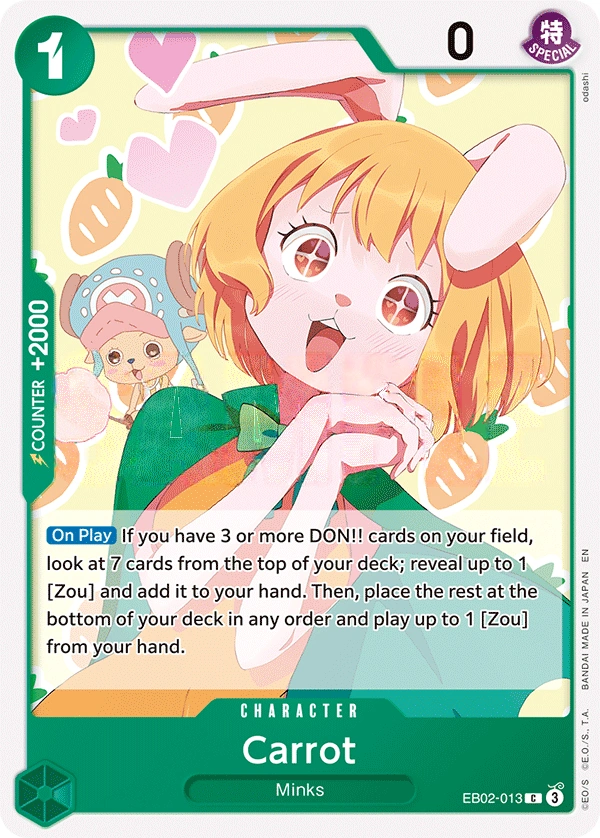 1
0
特
SPECIAL
odashi
COUNTER +2000
On Play If you have 3 or more DON!! cards on your field,
look at 7 cards from the top of your deck; reveal up to 1
[Zou] and add it to your hand. Then, place the rest at the
bottom of your deck in any order and play up to 1 [Zou]
from your hand.
CHARACTER
Carrot
Minks
EB02-013 C 3
©EO/S ©E.O./S., T.A. BANDAI MADE IN JAPAN EN